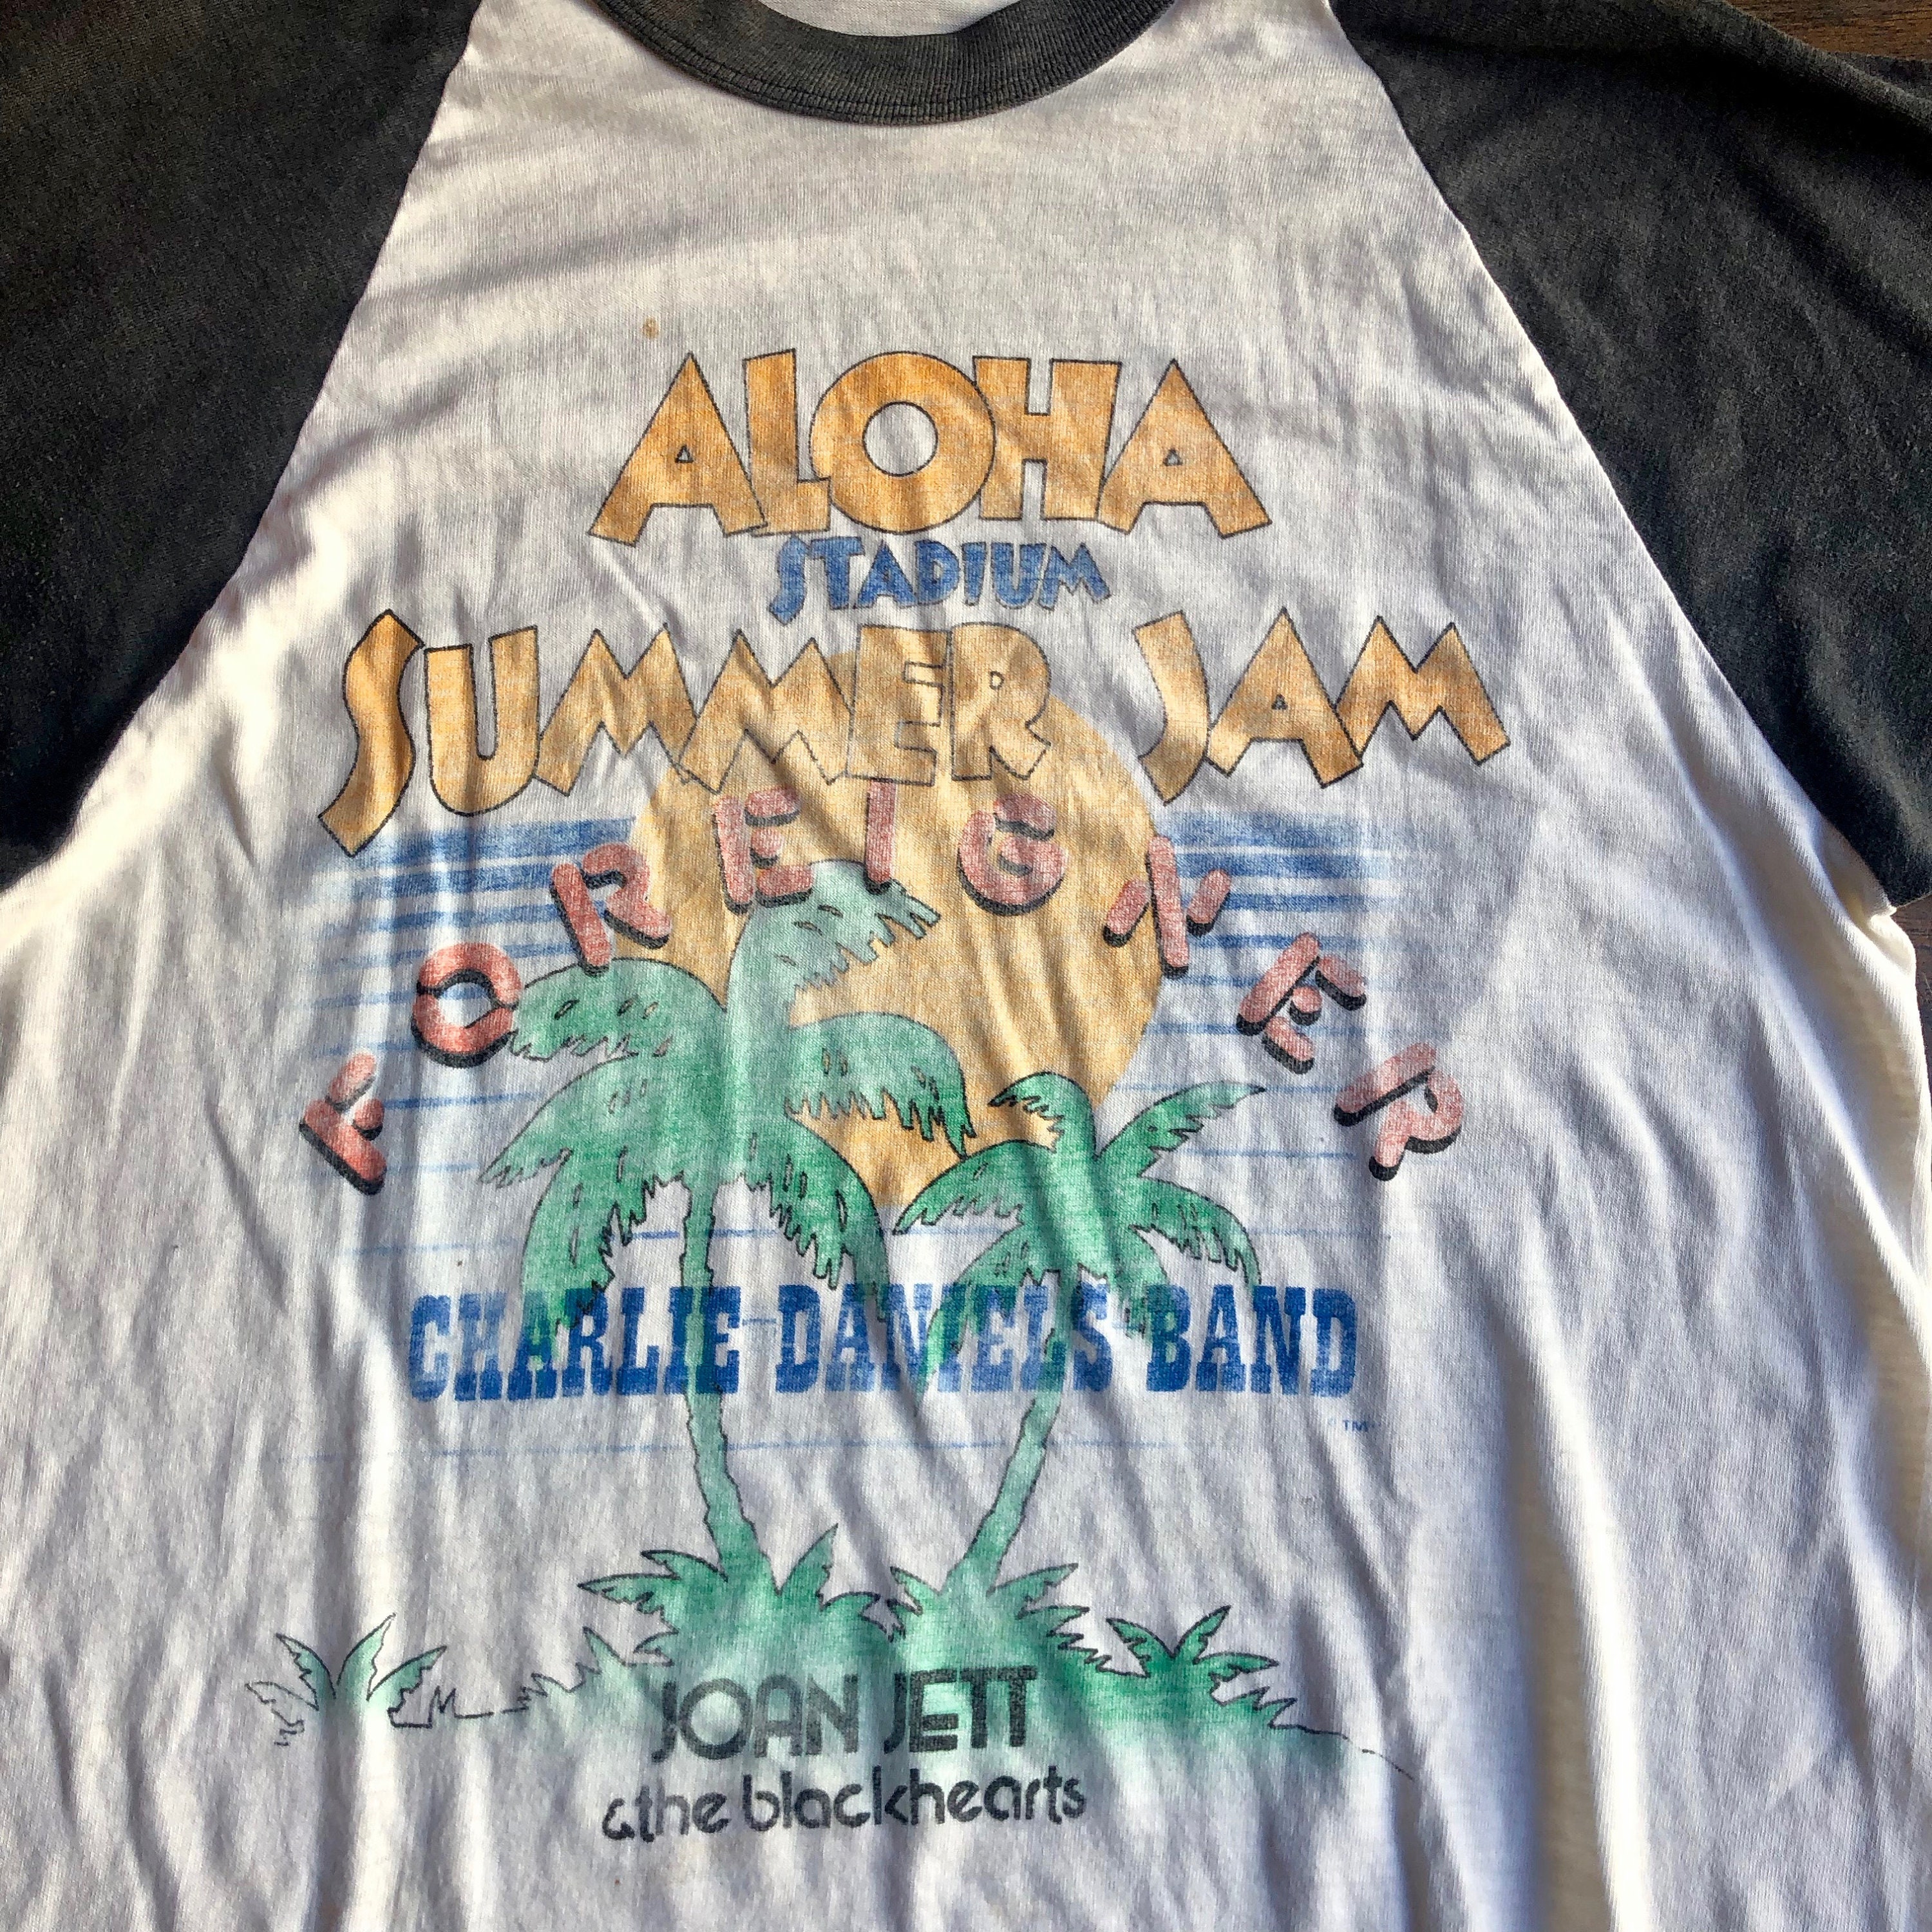 ALOHA
STADIUM
SUMMER JAM
FOREIGNER
CHARLIE DANIELS BAND
TM
JOAN JETT
& the blackhearts